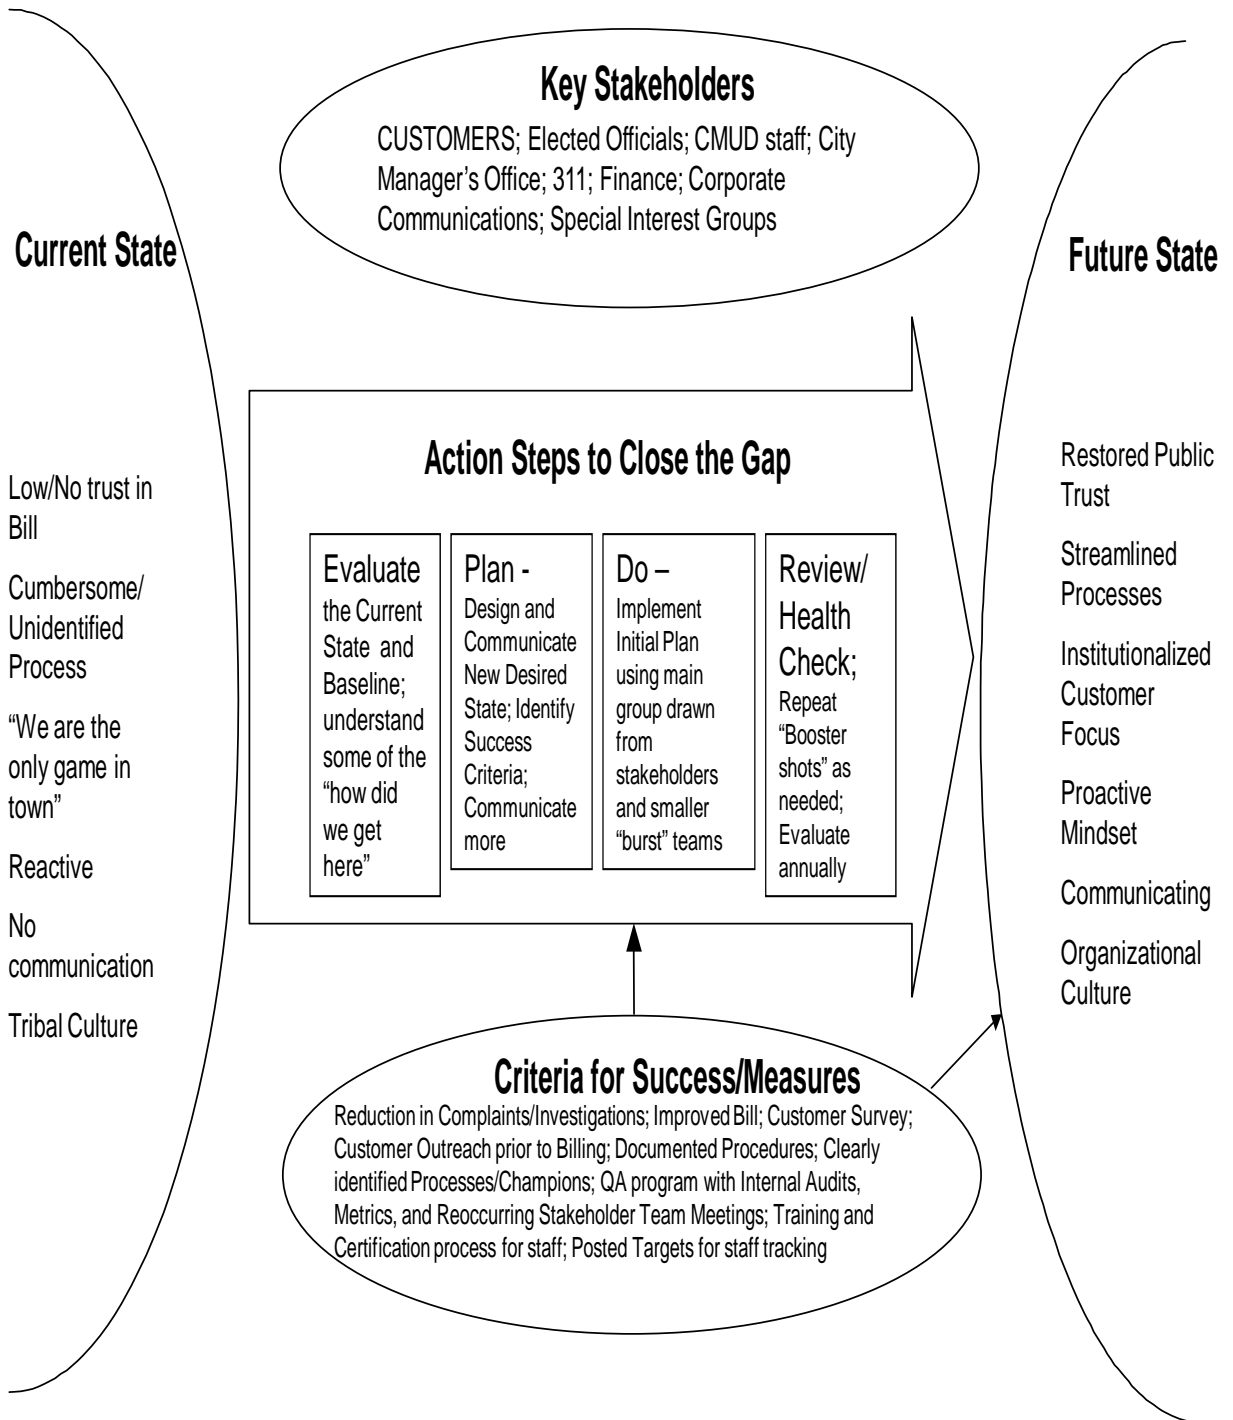 Key Stakeholders
CUSTOMERS; Elected Officials; CMUD staff; City
Manager's Office; 311; Finance; Corporate
Communications; Special Interest Groups
Current State
Low/No trust in
Bill
Cumbersome/
Unidentified
Process
“We are the
only game in
town”
Reactive
No
communication
Tribal Culture
Action Steps to Close the Gap
Evaluate
the Current
State and
Baseline;
understand
some of the
“how did
we get
here”
Plan -
Design and
Communicate
New Desired
State; Identify
Success
Criteria;
Communicate
more
Do –
Implement
Initial Plan
using main
group drawn
from
stakeholders
and smaller
“burst” teams
Review/
Health
Check;
Repeat
“Booster
shots” as
needed;
Evaluate
annually
Future State
Restored Public
Trust
Streamlined
Processes
Institutionalized
Customer
Focus
Proactive
Mindset
Communicating
Organizational
Culture
Criteria for Success/Measures
Reduction in Complaints/Investigations; Improved Bill; Customer Survey;
Customer Outreach prior to Billing; Documented Procedures; Clearly
identified Processes/Champions; QA program with Internal Audits,
Metrics, and Reoccurring Stakeholder Team Meetings; Training and
Certification process for staff; Posted Targets for staff tracking